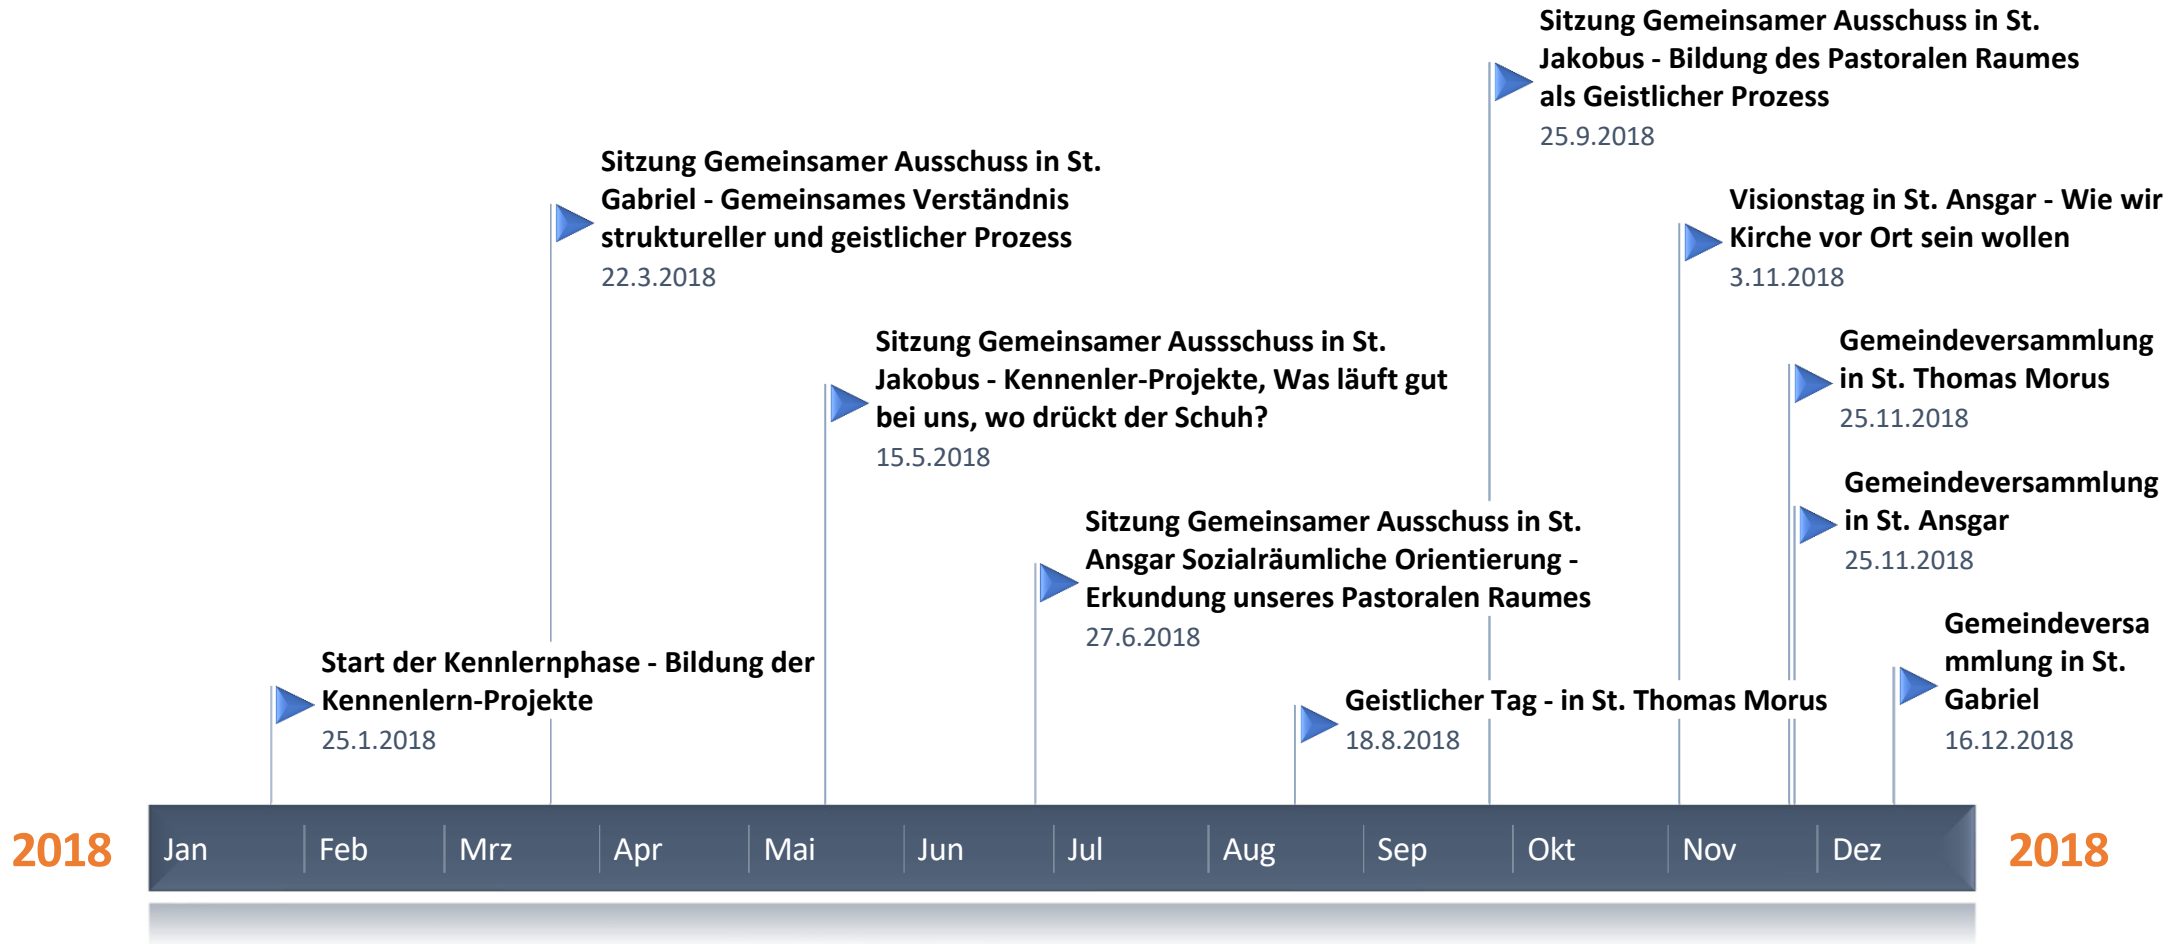 Sitzung Gemeinsamer Ausschuss in St.
Jakobus - Bildung des Pastoralen Raumes
als Geistlicher Prozess
25.9.2018
Sitzung Gemeinsamer Ausschuss in St.
Gabriel - Gemeinsames Verständnis
struktureller und geistlicher Prozess
22.3.2018
Visionstag in St. Ansgar - Wie wir
Kirche vor Ort sein wollen
3.11.2018
Sitzung Gemeinsamer Aussschuss in St.
Jakobus - Kennenler-Projekte, Was läuft gut
bei uns, wo drückt der Schuh?
15.5.2018
Gemeindeversammlung
in St. Thomas Morus
25.11.2018
Gemeindeversammlung
in St. Ansgar
25.11.2018
Sitzung Gemeinsamer Ausschuss in St.
Ansgar Sozialräumliche Orientierung -
Erkundung unseres Pastoralen Raumes
27.6.2018
Gemeindeversa
mmlung in St.
Gabriel
16.12.2018
Start der Kennlernphase - Bildung der
Kennenlern-Projekte
25.1.2018
Geistlicher Tag - in St. Thomas Morus
18.8.2018
2018 Jan Feb Mrz Apr Mai Jun Jul Aug Sep Okt Nov Dez 2018